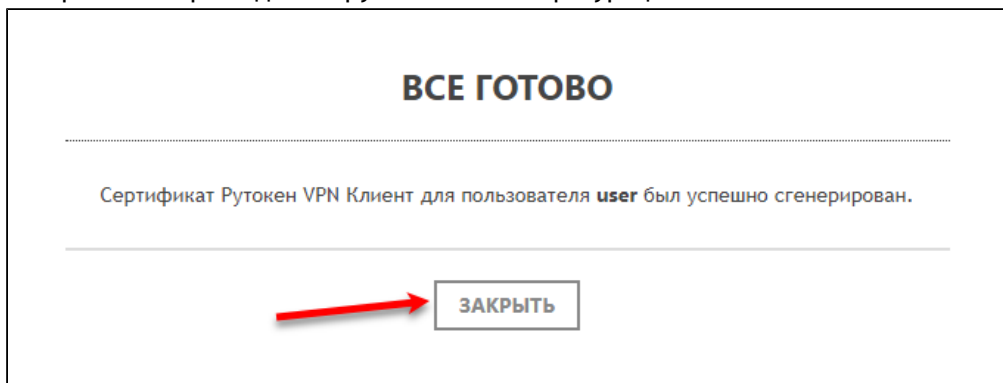 ВСЕ ГОТОВО
Сертификат Рутокен VPN Клиент для пользователя user был успешно сгенерирован.
ЗАКРЫТЬ